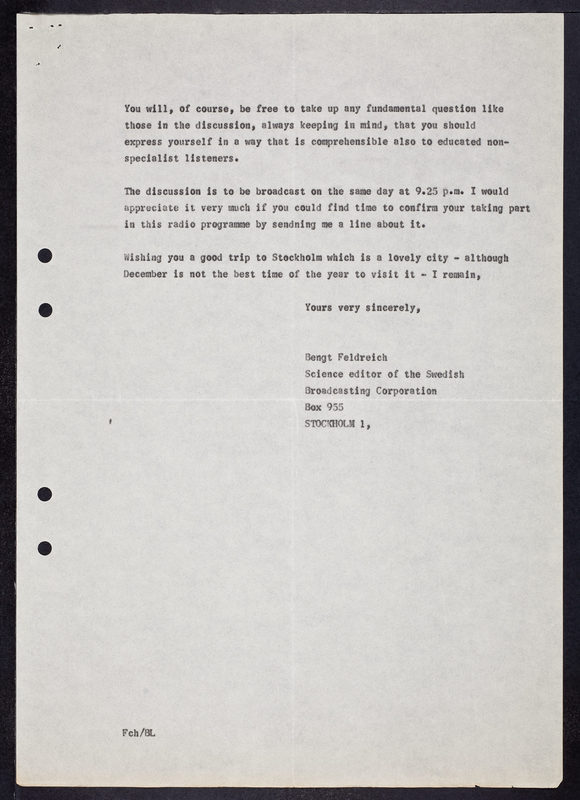 You will, of course, be free to take up any fundamental question like
those in the discussion, always keeping in mind, that you should
express yourself in a way that is comprehensible also to educated non-
specialist listeners.
The discussion is to be broadcast on the same day at 9.25 p.m. I would
appreciate it very much if you could find time to confirm your taking part
in this radio programme by sendning me a line about it.
Wishing you a good trip to Stockholm which is a lovely city - although
December is not the best time of the year to visit it - I remain,
Yours very sincerely,
Bengt Feldreich
Science editor of the Swedish
Broadcasting Corporation
Box 955
STOCKHOLM 1,
Fch/BL